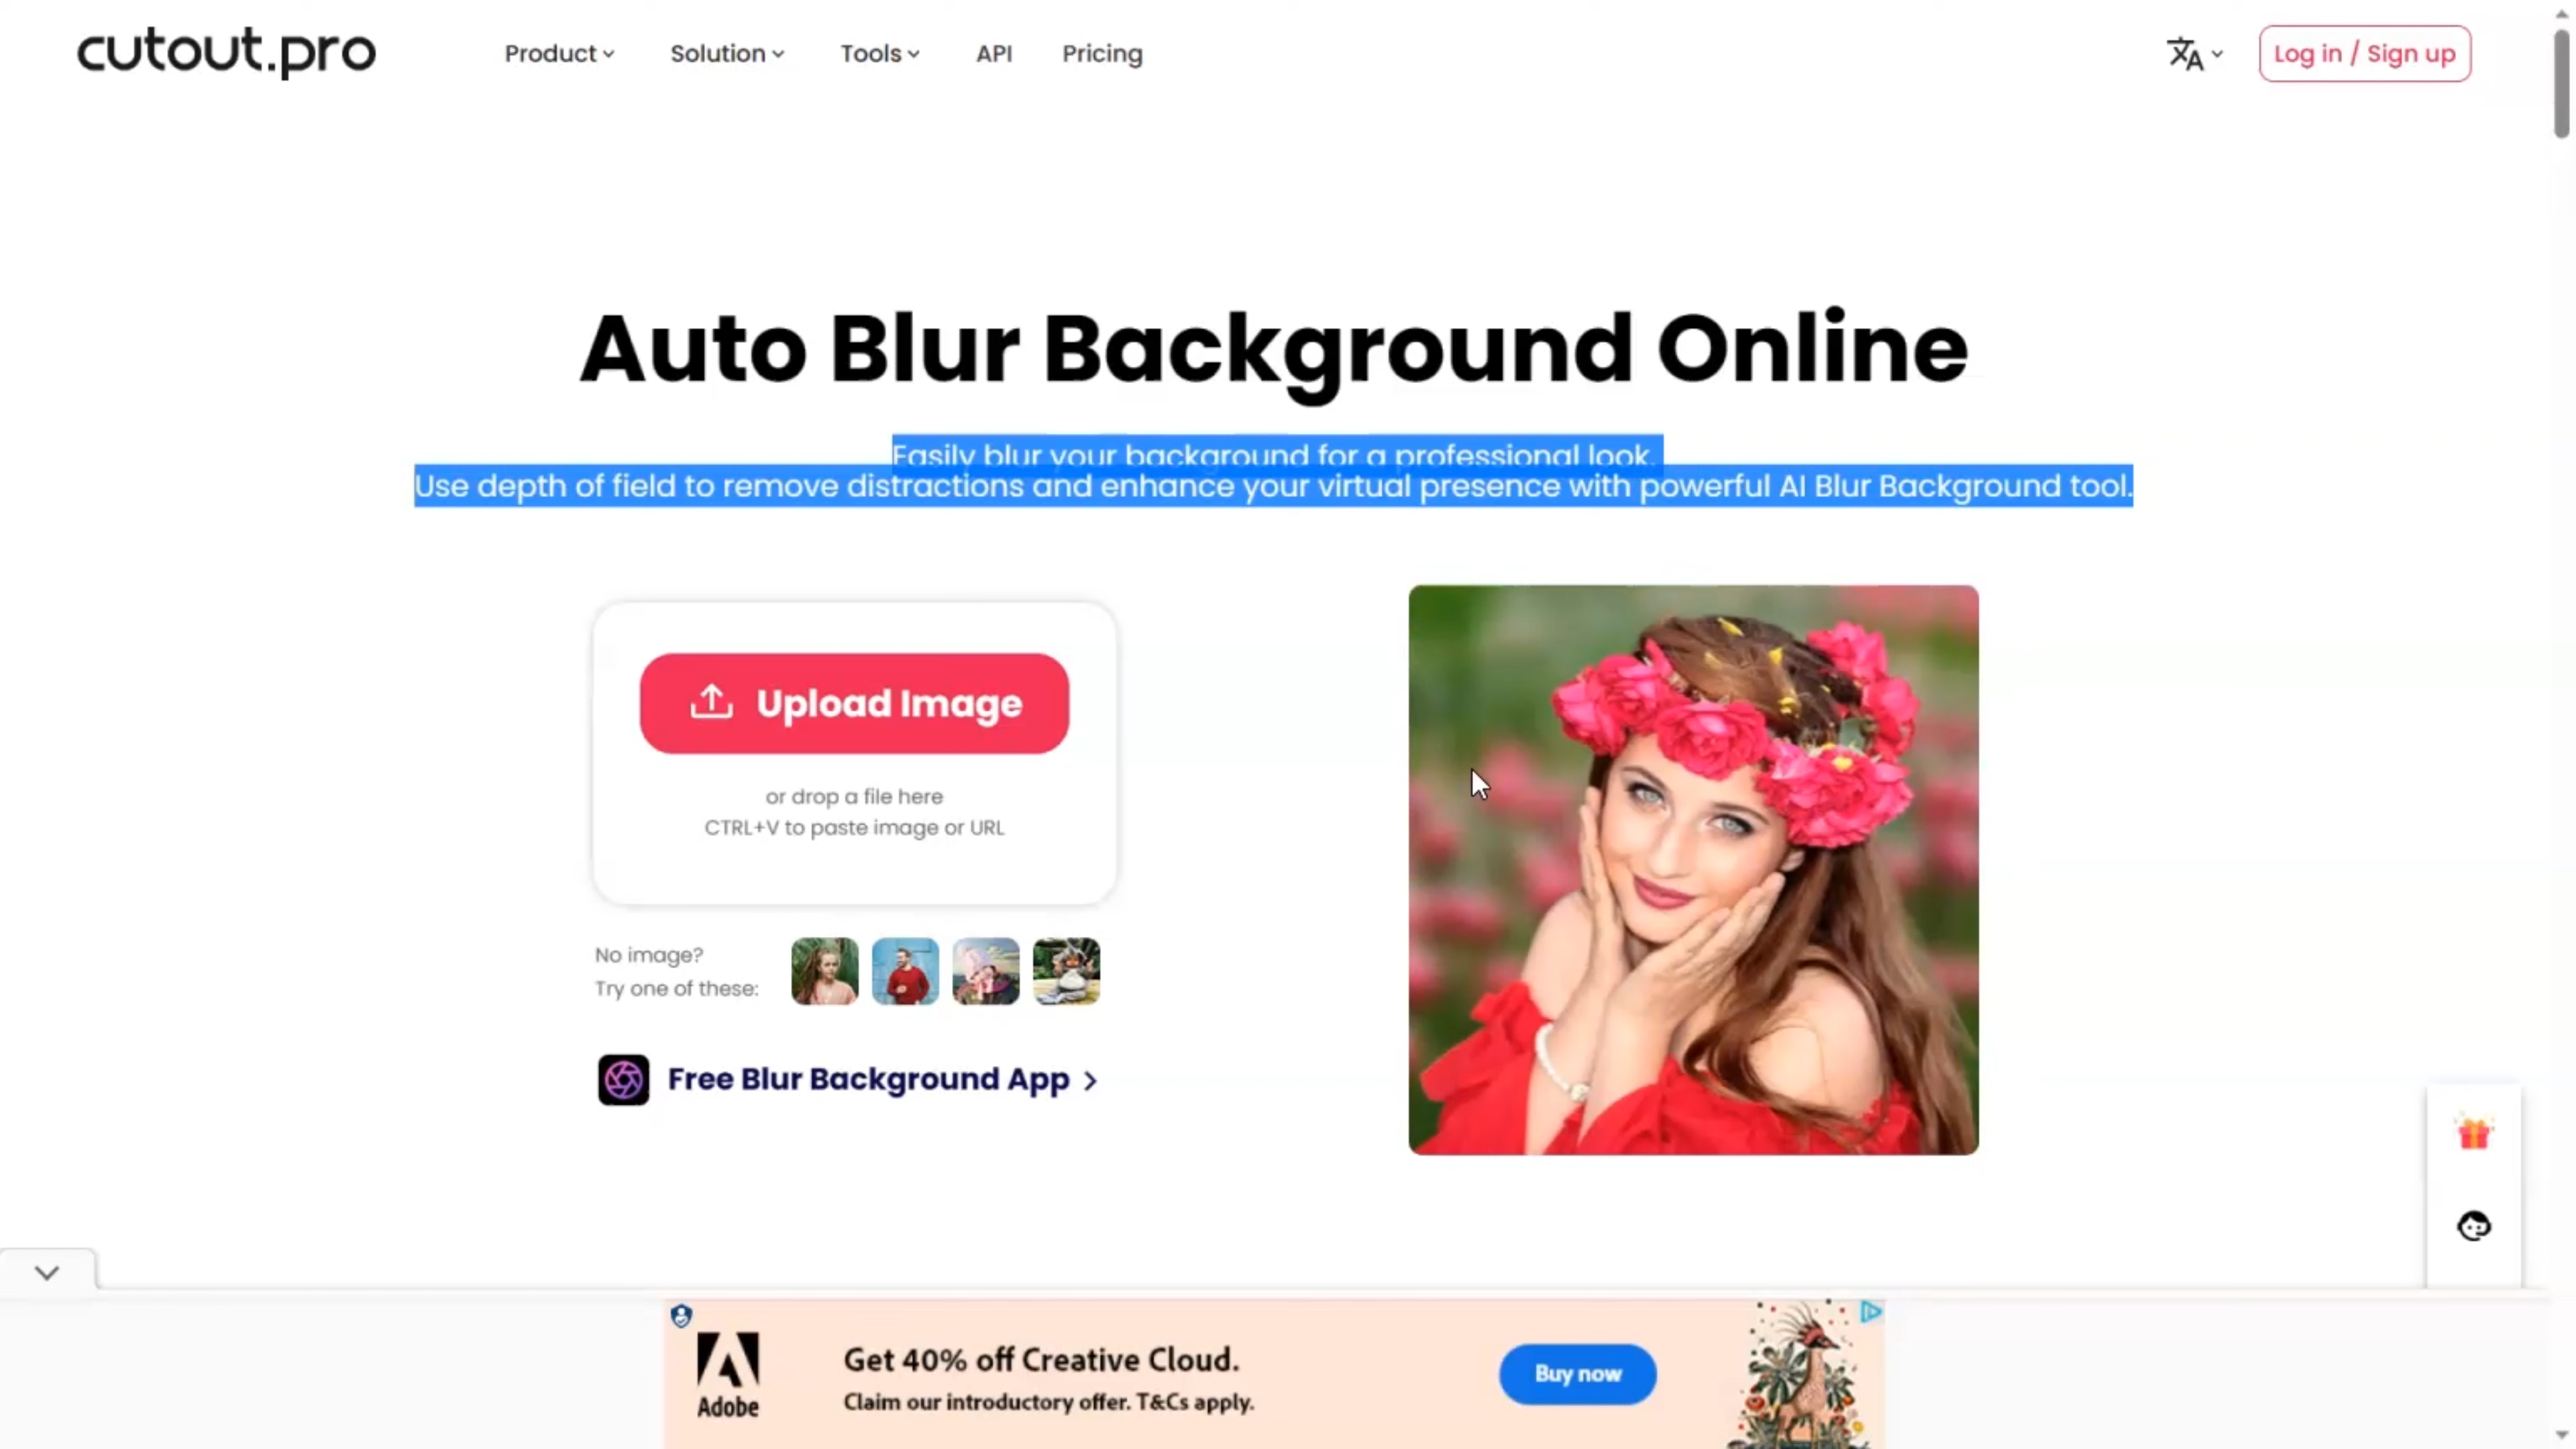 cutout.pro
Product
Solution
Tools
API
Pricing
Log in / Sign up
Auto Blur Background Online
Easily blur your background for a professional look.
Use depth of field to remove distractions and enhance your virtual presence with powerful AI Blur Background tool.
Upload Image
or drop a file here
CTRL+V to paste image or URL
No image?
Try one of these:
Free Blur Background App
Adobe
Get 40% off Creative Cloud.
Claim our introductory offer. T&Cs apply.
Buy now